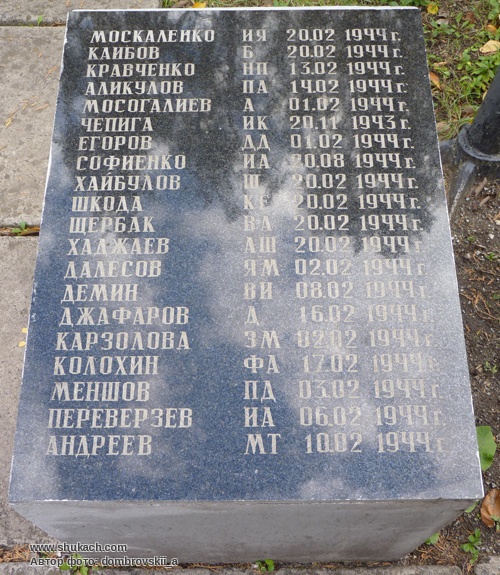 МОСКАЛЕНКО ИЯ 20.02 1944 г.
КАИБОВ Б 20.02 1944 г.
КРАВЧЕНКО НП 13.02 1944 г.
АЛИКУЛОВ ПА 14.02 1944 г.
МОСОГАЛИЕВ А 01.02 1944 г.
ЧЕПИГА ИК 20.11 1943 г.
ЕГОРОВ ДД 01.02 1944 г.
СОФИЕНКО ИА 20.08 1944 г.
ХАЙБУЛОВ Ш 20.02 1944 г.
ШКОДА КЕ 20.02 1944 г.
ЩЕРБАК ВА 20.02 1944 г.
ХАДЖАЕВ АШ 20.02 1944 г.
ДАЛЕСОВ ЯМ 02.02 1944 г.
ДЕМИН ВИ 08.02 1944 г.
ДЖАФАРОВ Д 16.02 1944 г.
КАРЗОЛОВА ЗМ 02.02 1944 г.
КОЛОХИН ФА 17.02 1944 г.
МЕНШОВ ПД 03.02 1944 г.
ПЕРЕВЕРЗЕВ ИА 06.02 1944 г.
АНДРЕЕВ МТ 10.02 1944 г.
www.shukach.com
Автор фото: dombrovskii_a